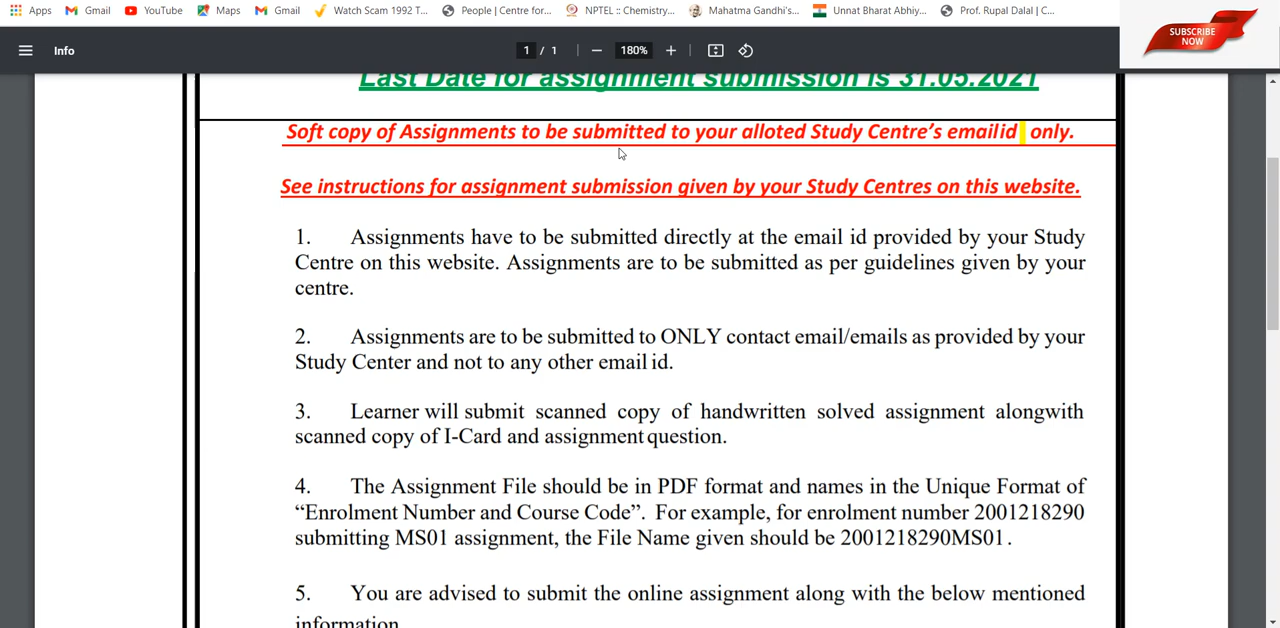 Apps Gmail YouTube Maps Gmail Watch Scam 1992 T... People | Centre for... NPTEL :: Chemistry... Mahatma Gandhi's... Unnat Bharat Abhiy... Prof. Rupal Dalal | C...
SUBSCRIBE
NOW
Info 1 / 1 180%
Last Date for assignment submission is 31.05.2021
Soft copy of Assignments to be submitted to your alloted Study Centre's emailid only.
See instructions for assignment submission given by your Study Centres on this website.
1. Assignments have to be submitted directly at the email id provided by your Study
Centre on this website. Assignments are to be submitted as per guidelines given by your
centre.
2. Assignments are to be submitted to ONLY contact email/emails as provided by your
Study Center and not to any other email id.
3. Learner will submit scanned copy of handwritten solved assignment alongwith
scanned copy of I-Card and assignment question.
4. The Assignment File should be in PDF format and names in the Unique Format of
“Enrolment Number and Course Code”. For example, for enrolment number 2001218290
submitting MS01 assignment, the File Name given should be 2001218290MS01.
5. You are advised to submit the online assignment along with the below mentioned
information